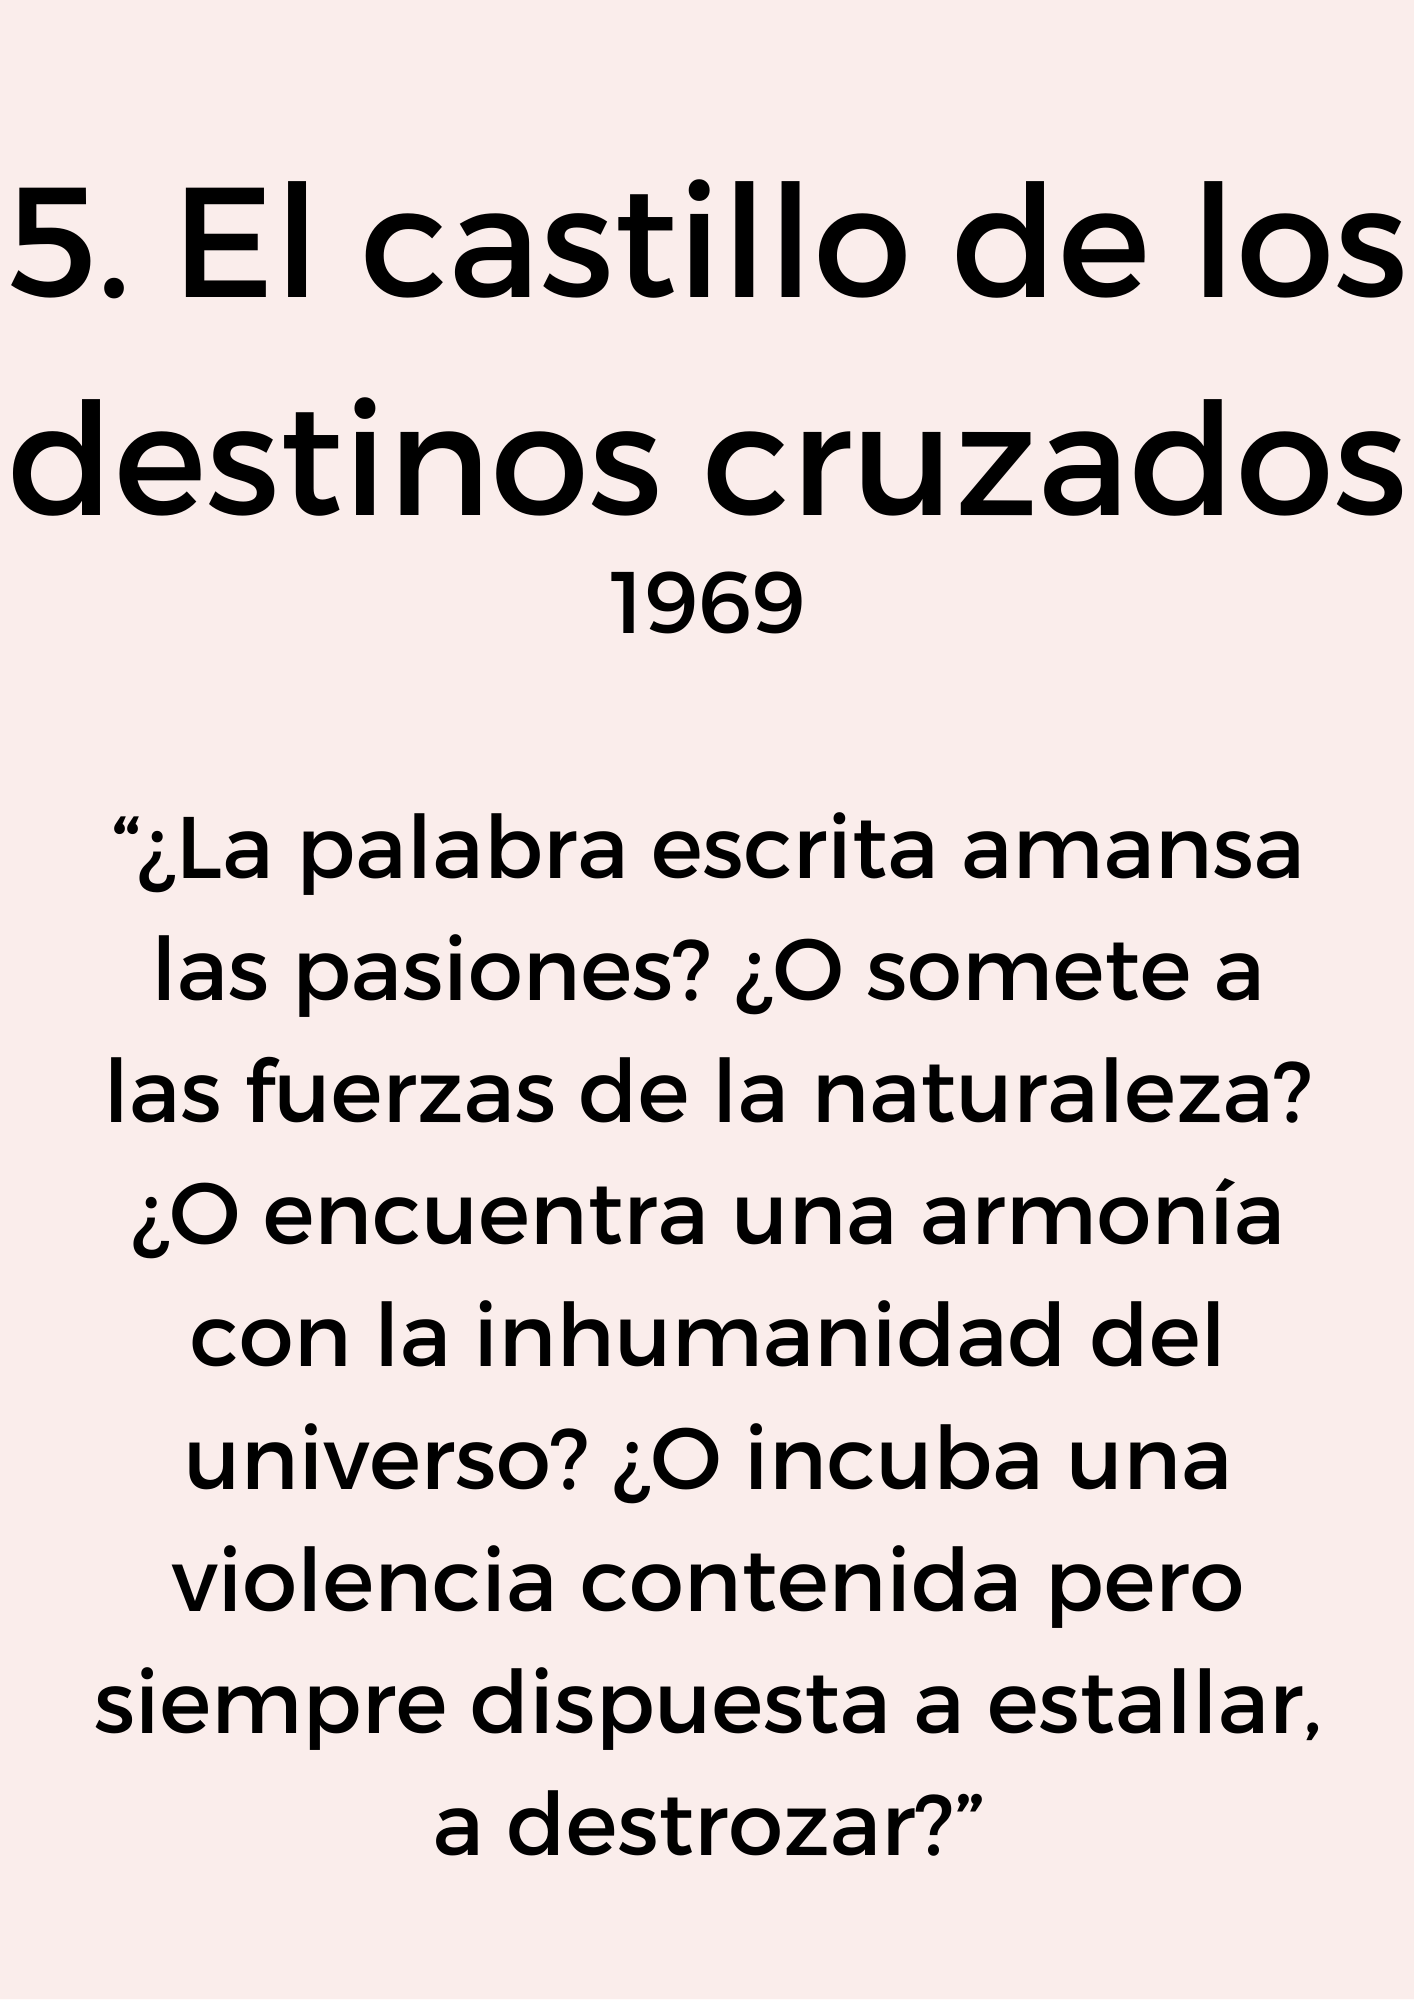 5. El castillo de los
destinos cruzados
1969
“¿La palabra escrita amansa
las pasiones? ¿O somete a
las fuerzas de la naturaleza?
¿O encuentra una armonía
con la inhumanidad del
universo? ¿O incuba una
violencia contenida pero
siempre dispuesta a estallar,
a destrozar?”